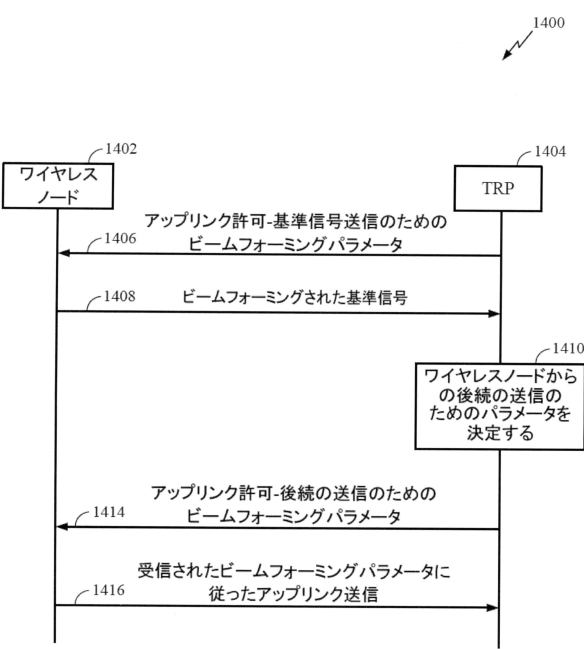 1400
1402
1404
ワイヤレス
ノード
TRP
アップリンク許可-基準信号送信のための
ビームフォーミングパラメータ
1406
1408
ビームフォーミングされた基準信号
1410
ワイヤレスノードから
の後続の送信の
ためのパラメータを
決定する
アップリンク許可-後続の送信のための
ビームフォーミングパラメータ
1414
受信されたビームフォーミングパラメータに
従ったアップリンク送信
1416